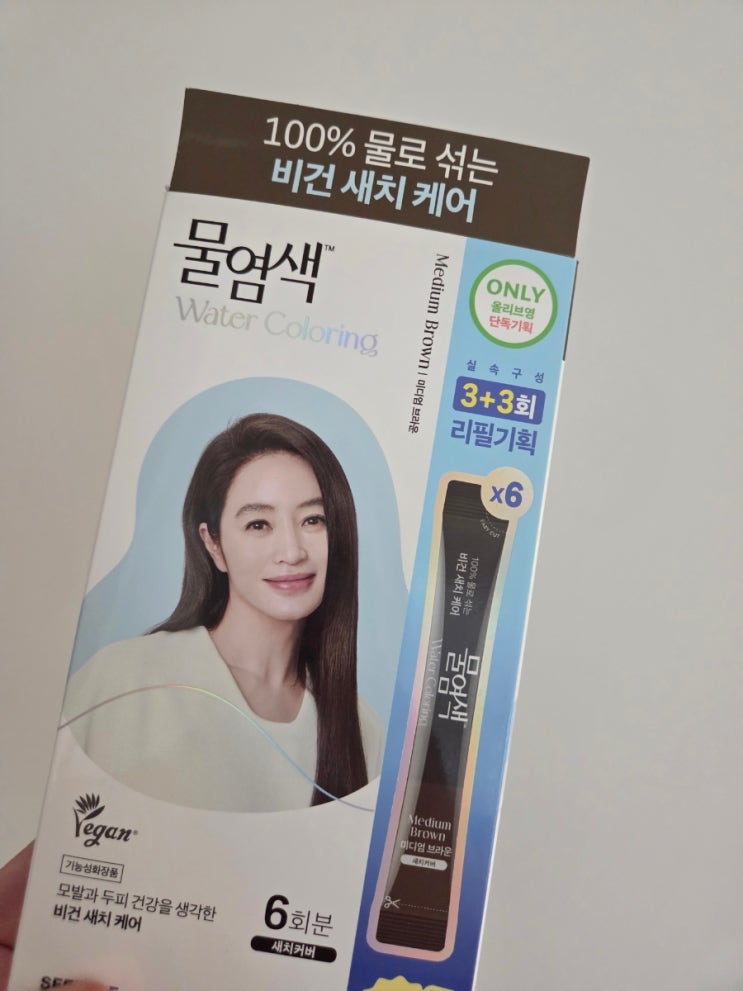 100% 물로 섞는
비건 새치 케어
물염색™
Water Coloring
Medium Brown | 미디엄 브라운
ONLY
올리브영
단독기획
실속구성
3+3회
리필기획
x6
EASY CUT
100% 물로 섞는
비건 새치 케어
물염색
Water Coloring
Medium
Brown
미디엄 브라운
새치커버
Vegan®
기능성화장품
모발과 두피 건강을 생각한
비건 새치 케어
6회분
새치커버